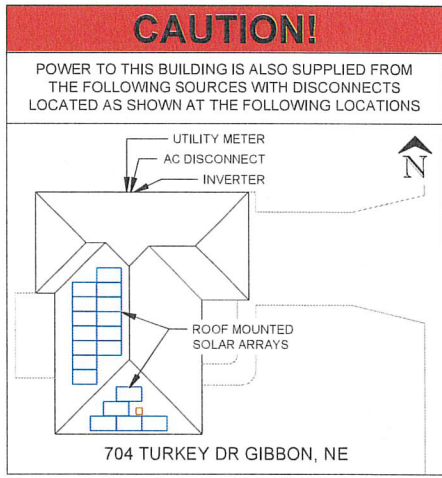 CAUTION!
POWER TO THIS BUILDING IS ALSO SUPPLIED FROM
THE FOLLOWING SOURCES WITH DISCONNECTS
LOCATED AS SHOWN AT THE FOLLOWING LOCATIONS
UTILITY METER
AC DISCONNECT
INVERTER
N
ROOF MOUNTED
SOLAR ARRAYS
704 TURKEY DR GIBBON, NE